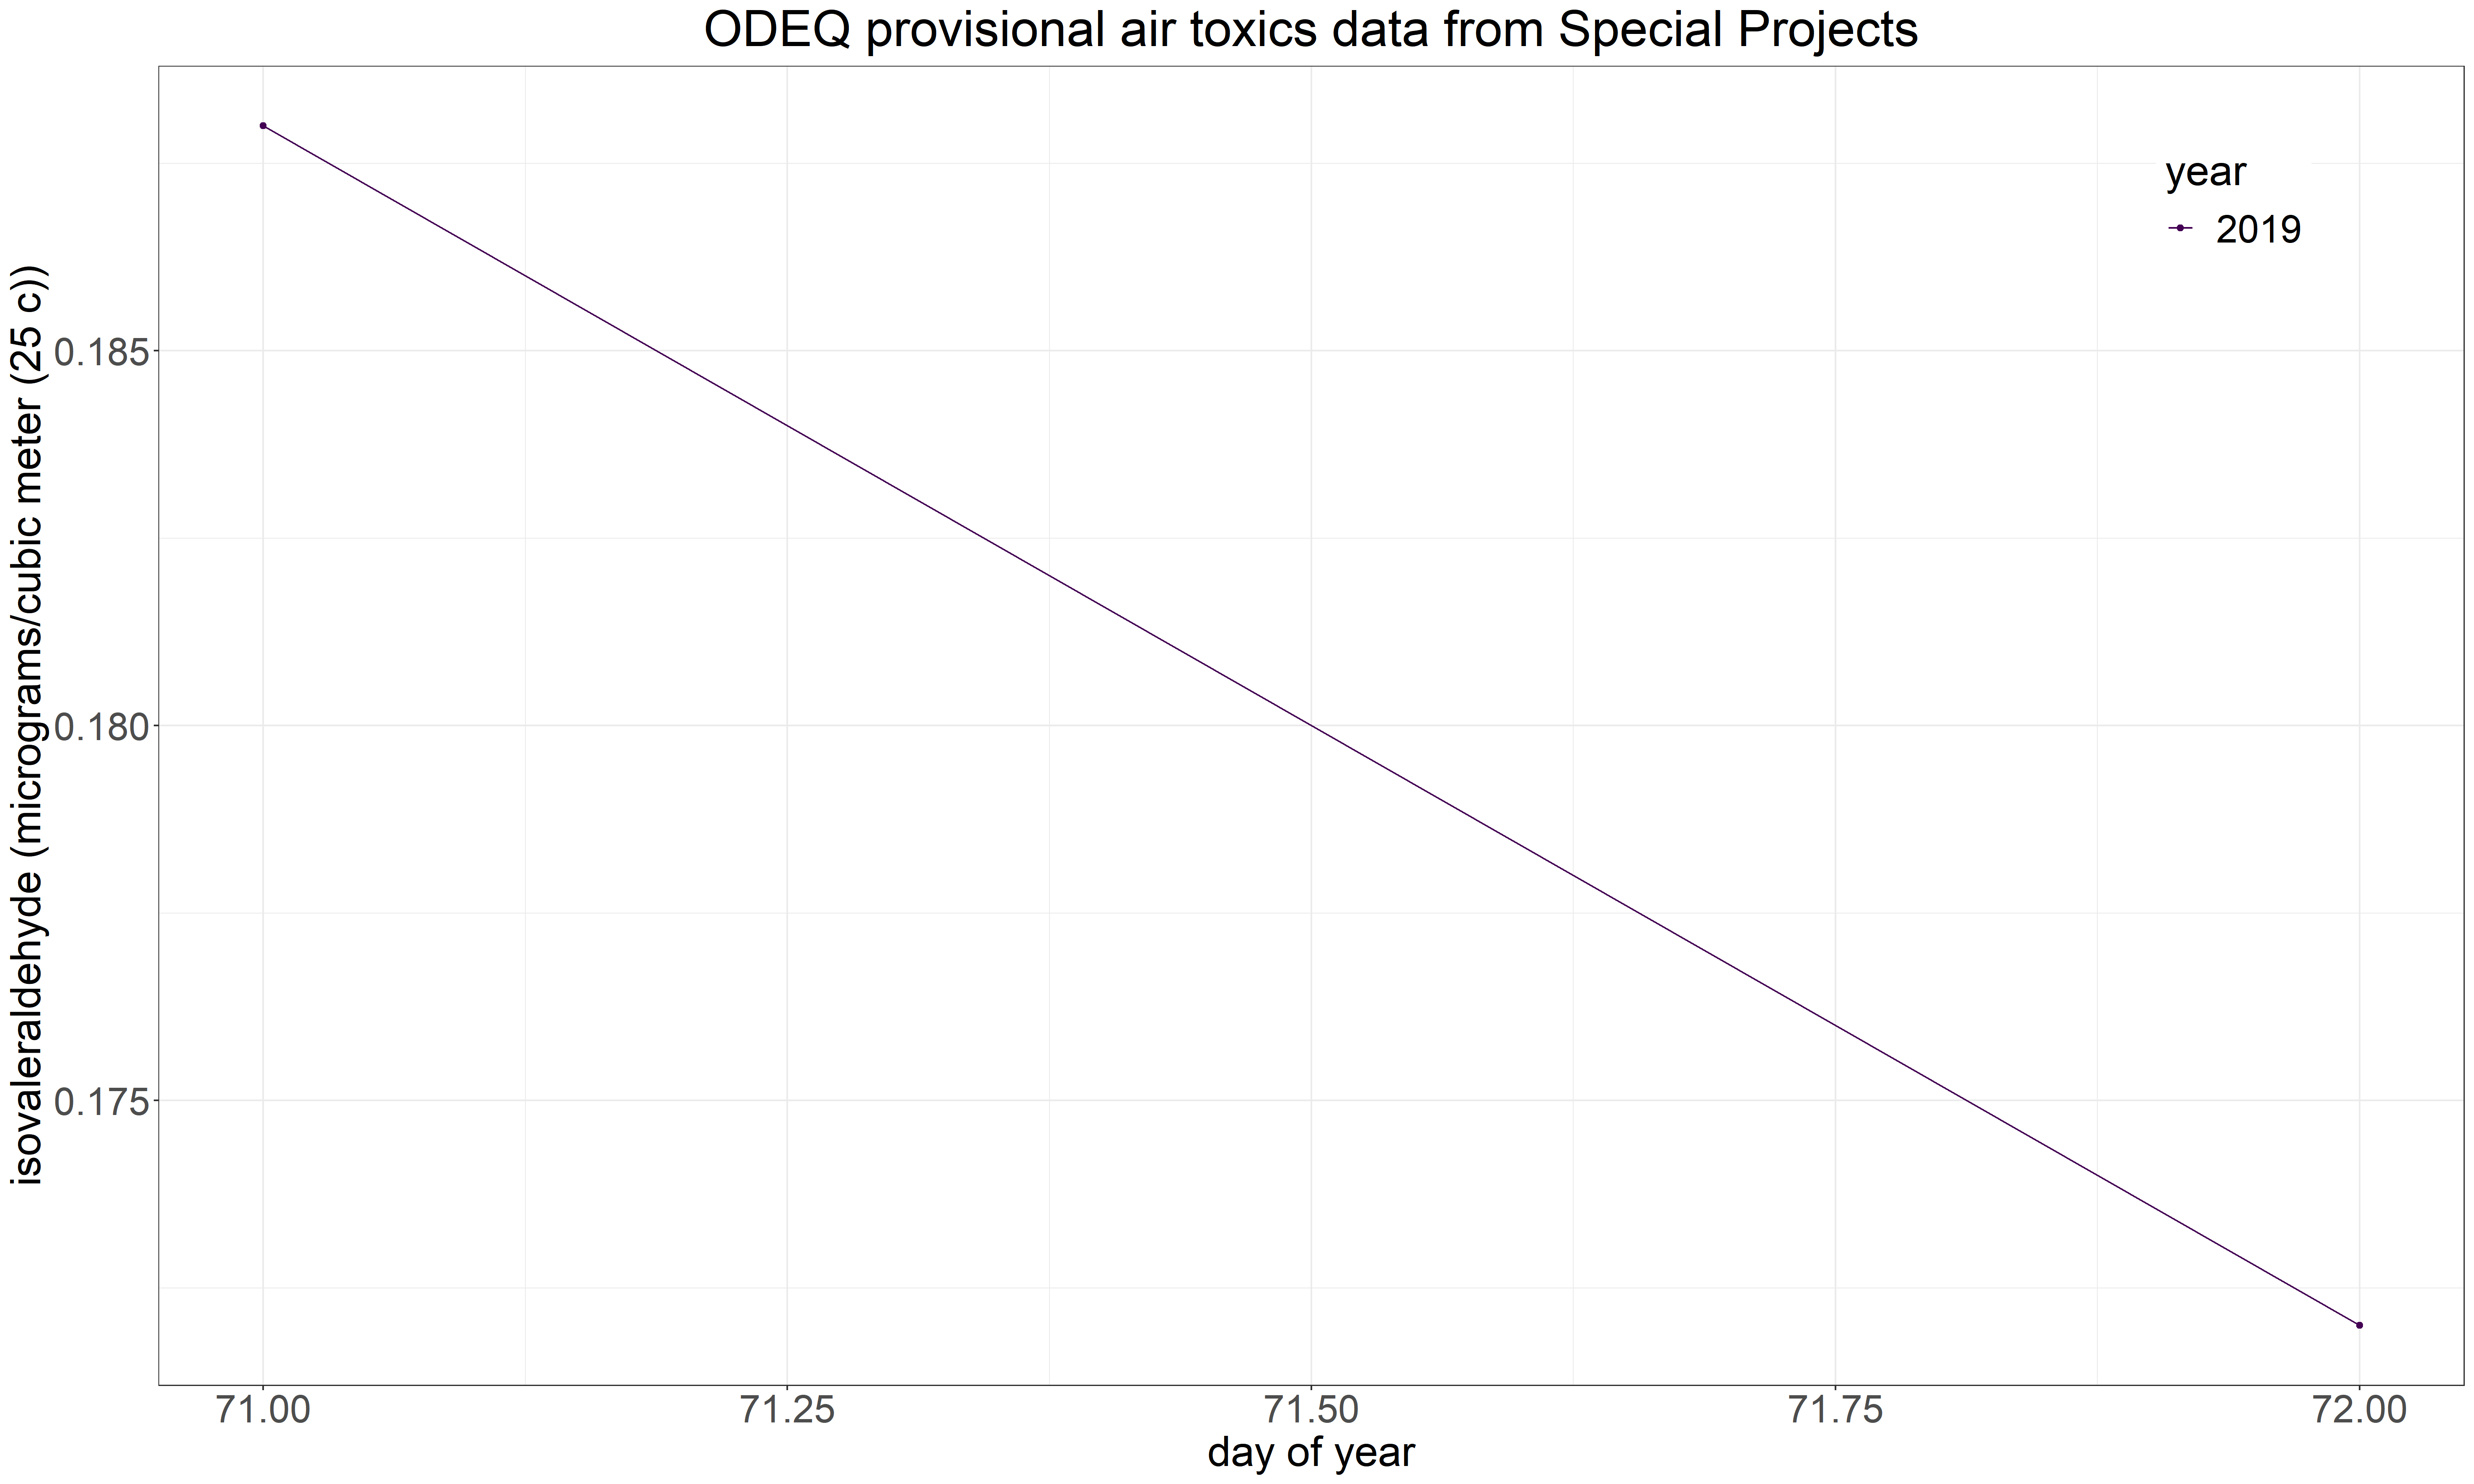 ODEQ provisional air toxics data from Special Projects
isovaleraldehyde (micrograms/cubic meter (25 c))
0.185
0.180
0.175
year
2019
71.00 71.25 71.50 71.75 72.00
day of year